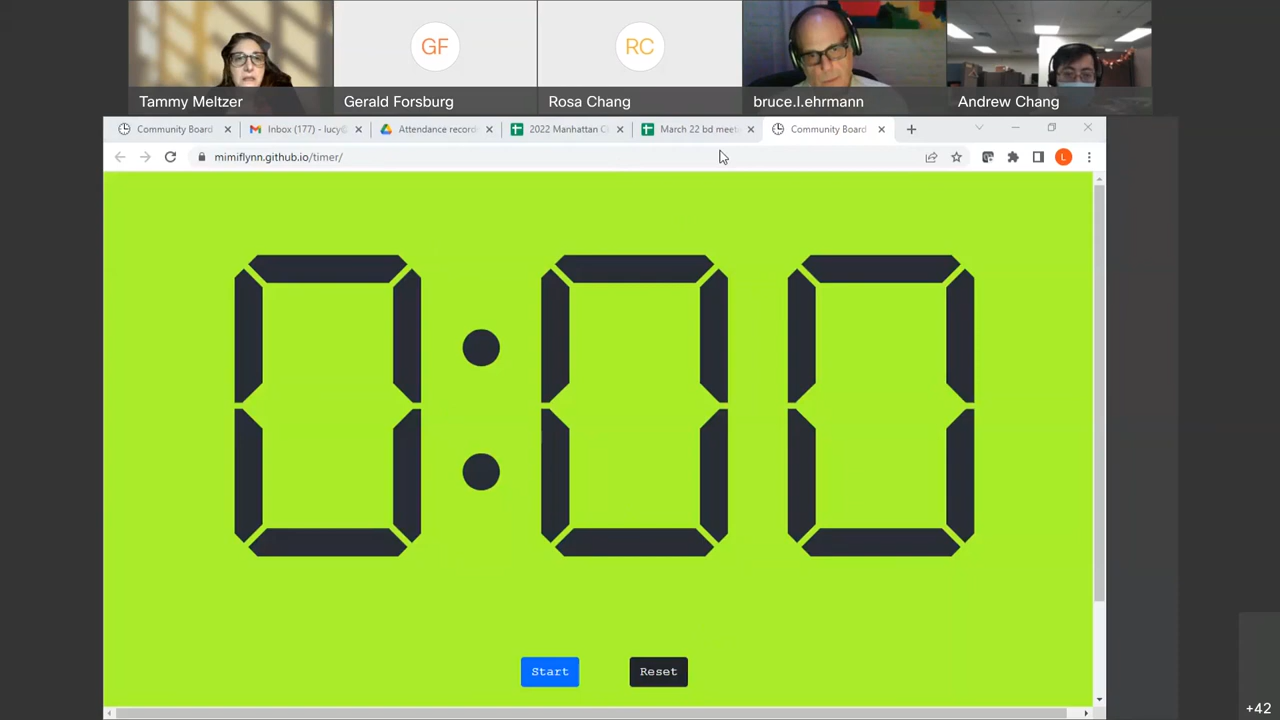 GF
RC
Tammy Meltzer
Gerald Forsburg
Rosa Chang
bruce.l.ehrmann
Andrew Chang
Community Board
Inbox (177) - lucy@
Attendance record
2022 Manhattan C
March 22 bd meet
Community Board
mimiflynn.github.io/timer/
L
0:00
Start
Reset
+42